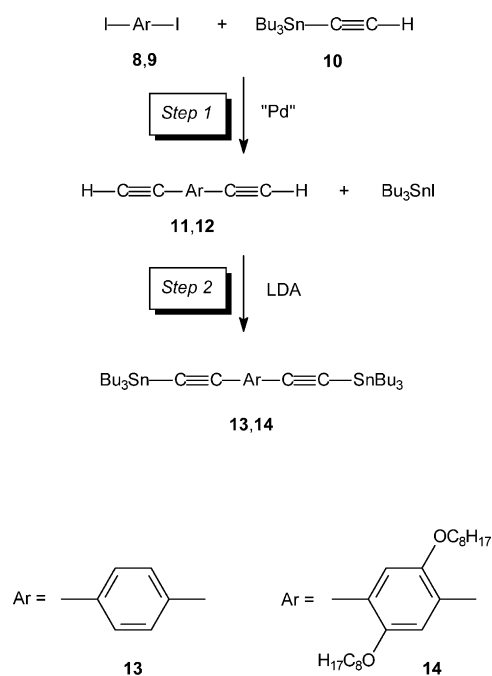 I—Ar—I + Bu₃Sn—C≡C—H
8,9 10
Step 1 "Pd"
H—C≡C—Ar—C≡C—H + Bu₃SnI
11,12
Step 2 LDA
Bu₃Sn—C≡C—Ar—C≡C—SnBu₃
13,14
OC₈H₁₇
Ar = Ar =
H₁₇C₈O
13 14